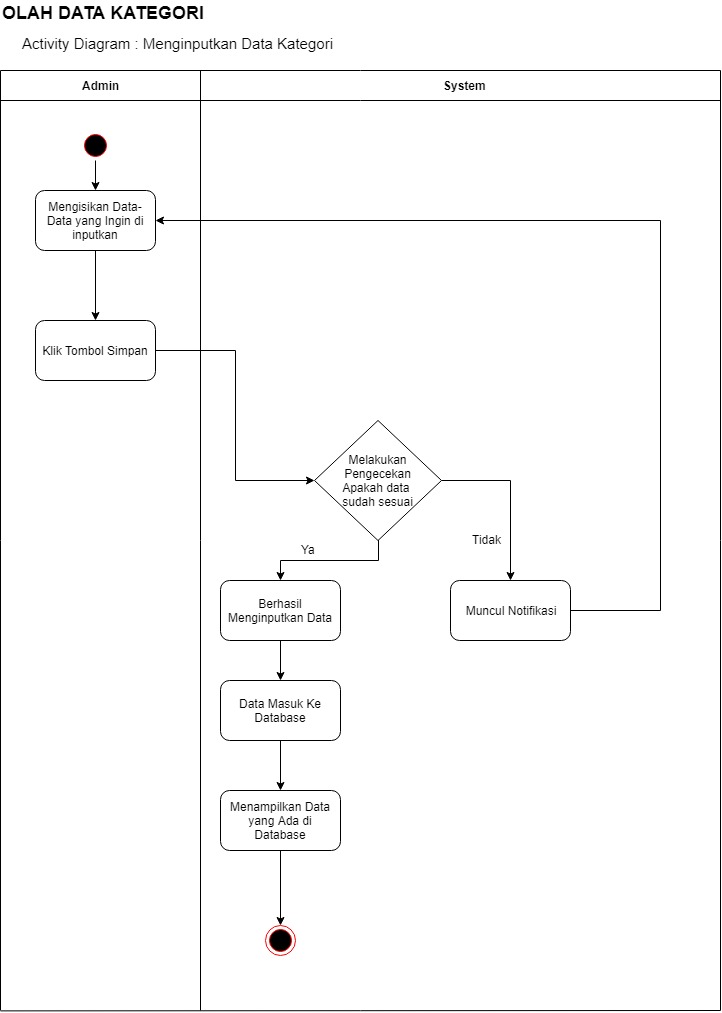 OLAH DATA KATEGORI
Activity Diagram : Menginputkan Data Kategori
Admin
System
Mengisikan Data-
Data yang Ingin di
inputkan
Klik Tombol Simpan
Melakukan
Pengecekan
Apakah data
sudah sesuai
Ya
Tidak
Berhasil
Menginputkan Data
Muncul Notifikasi
Data Masuk Ke
Database
Menampilkan Data
yang Ada di
Database